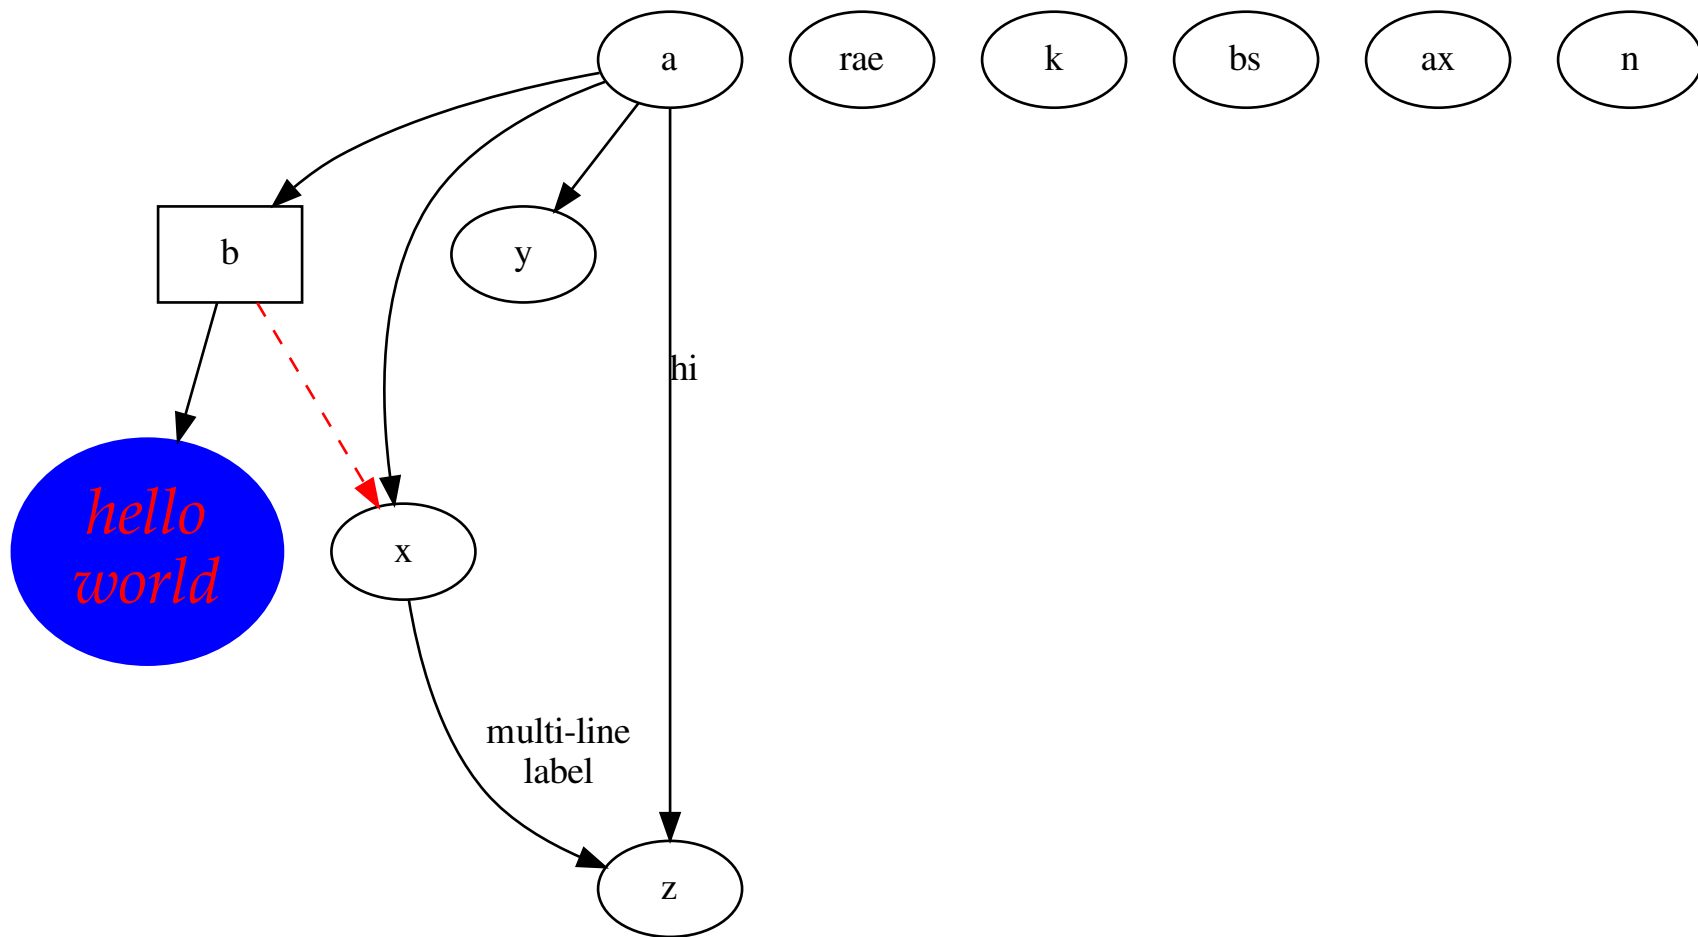 a
rae
k
bs
ax
n
b
y
hi
hello
world
x
multi-line
label
z